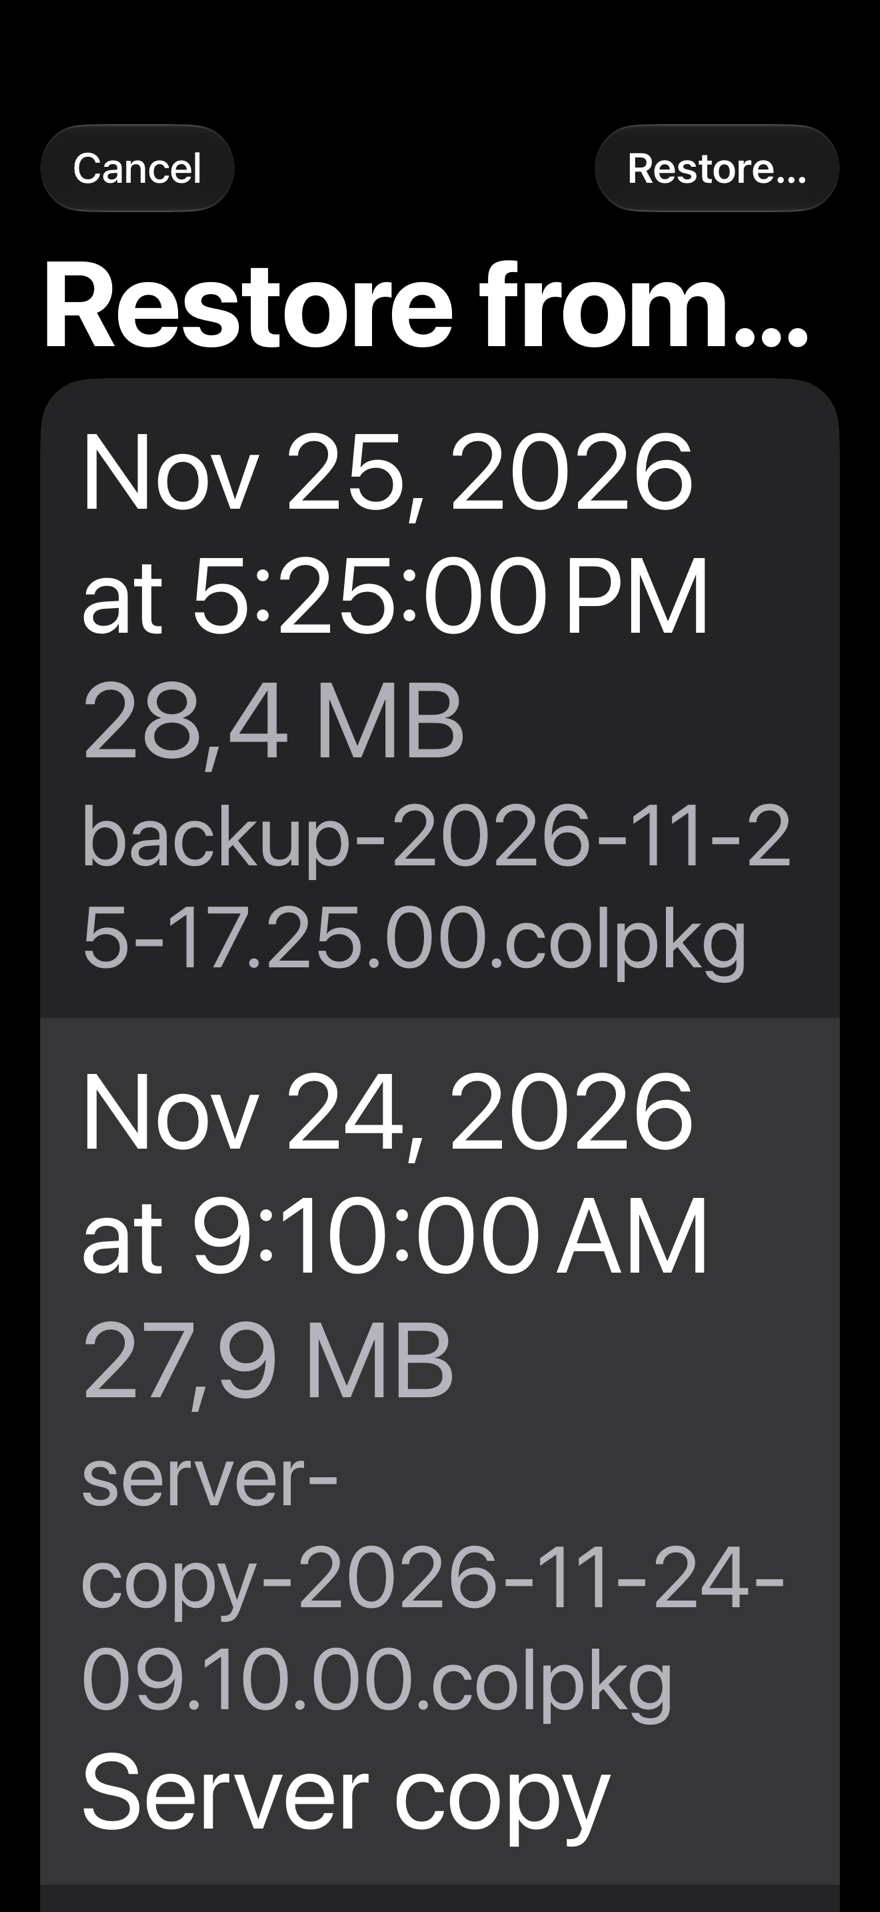 Cancel
Restore...
Restore from...
Nov 25, 2026
at 5:25:00 PM
28,4 MB
backup-2026-11-2
5-17.25.00.colpkg
Nov 24, 2026
at 9:10:00 AM
27,9 MB
server-
copy-2026-11-24-
09.10.00.colpkg
Server copy